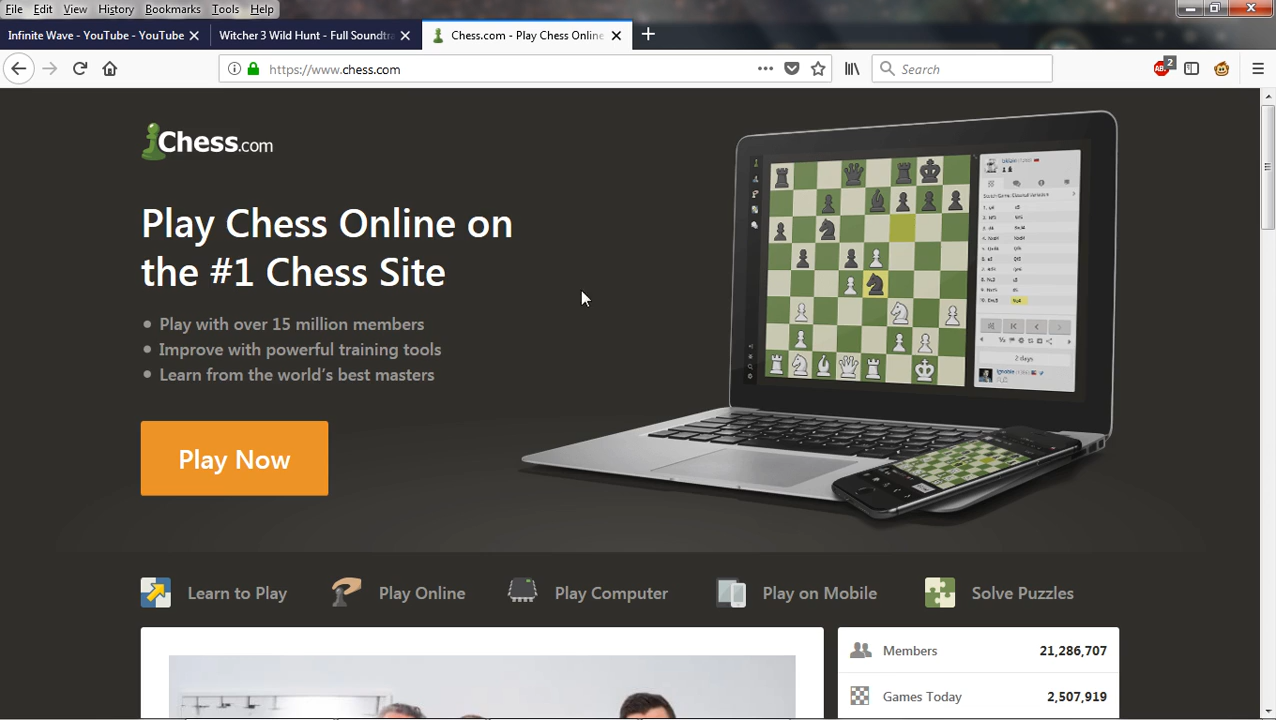 File Edit View History Bookmarks Tools Help
Infinite Wave - YouTube - YouTube
Witcher 3 Wild Hunt - Full Soundtra
Chess.com - Play Chess Online
https://www.chess.com
Search
2
Chess.com
Play Chess Online on
the #1 Chess Site
Play with over 15 million members
Improve with powerful training tools
Learn from the world's best masters
2 days
Play Now
Learn to Play
Play Online
Play Computer
Play on Mobile
Solve Puzzles
Members 21,286,707
Games Today 2,507,919